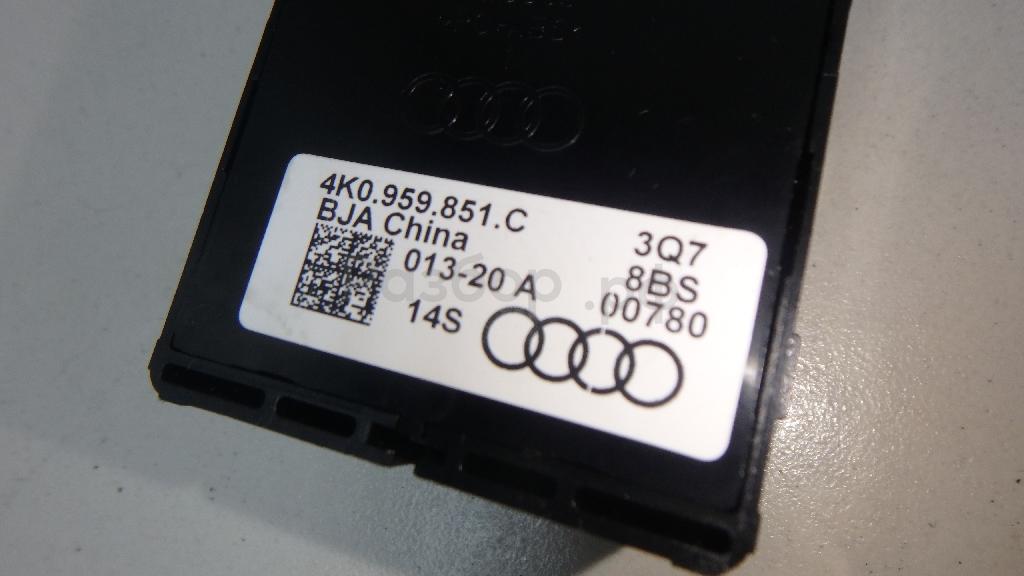 4K0.959.851.C
BJA China
3Q7
013-20 A
8BS
14S
00780